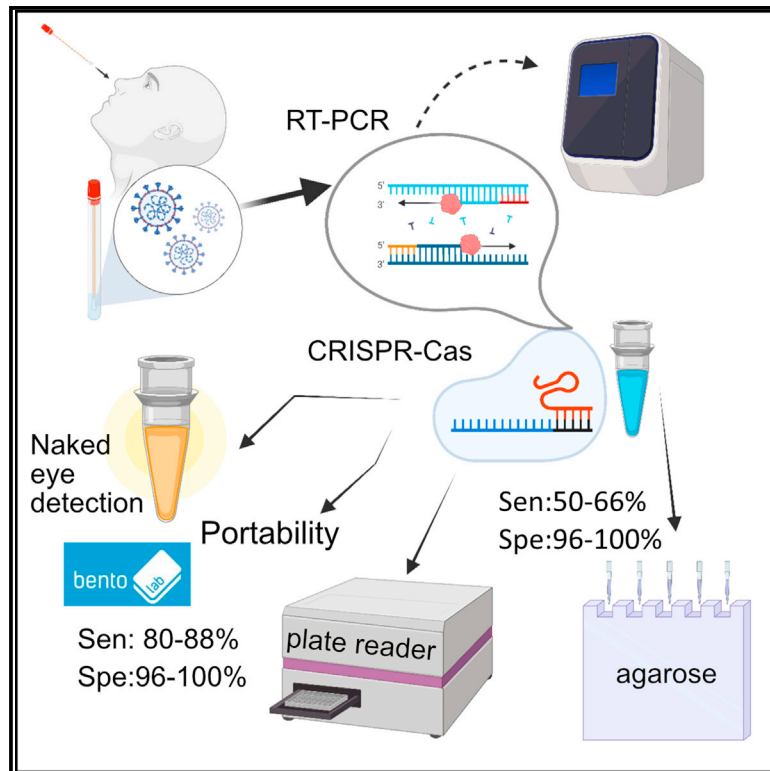 RT-PCR
5'
3'
5'
3'
CRISPR-Cas
Naked
eye
detection
Portability
bento
lab
Sen: 80-88%
Spe:96-100%
plate reader
Sen:50-66%
Spe:96-100%
agarose